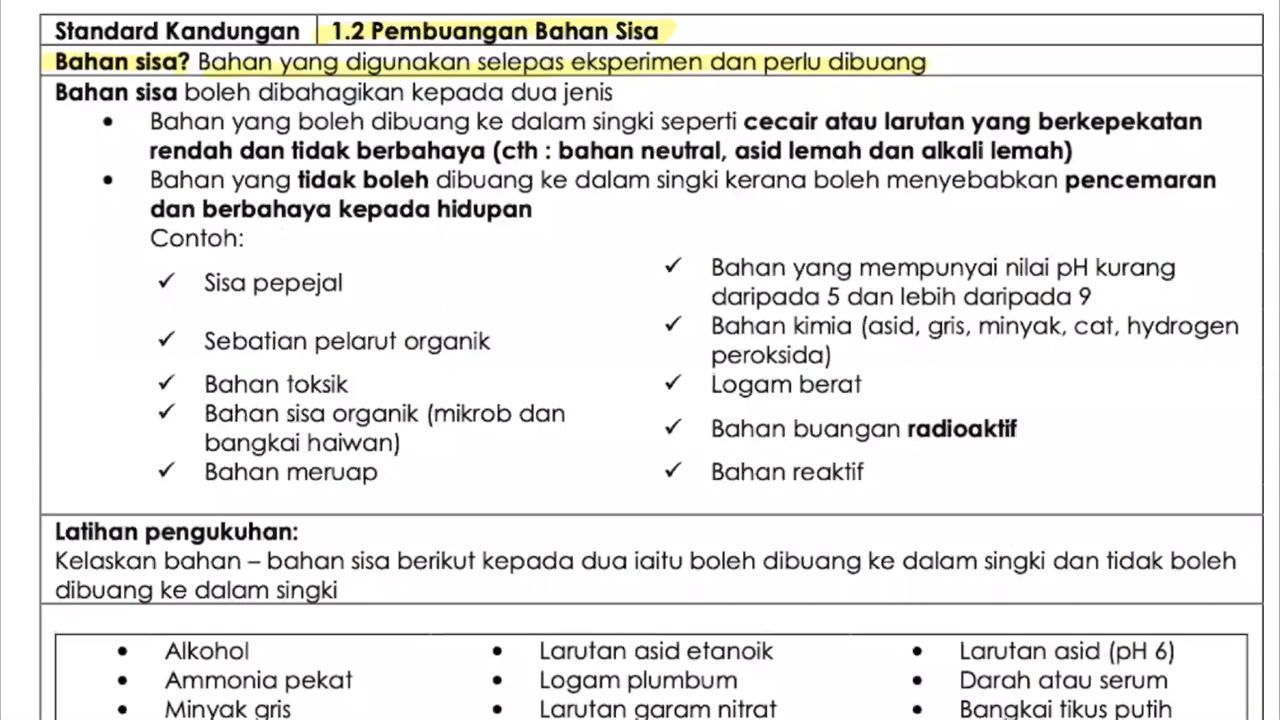 Standard Kandungan 1.2 Pembuangan Bahan Sisa
Bahan sisa? Bahan yang digunakan selepas eksperimen dan perlu dibuang
Bahan sisa boleh dibahagikan kepada dua jenis
• Bahan yang boleh dibuang ke dalam singki seperti cecair atau larutan yang berkepekatan
rendah dan tidak berbahaya (cth : bahan neutral, asid lemah dan alkali lemah)
• Bahan yang tidak boleh dibuang ke dalam singki kerana boleh menyebabkan pencemaran
dan berbahaya kepada hidupan
Contoh:
✓ Sisa pepejal
✓ Sebatian pelarut organik
✓ Bahan toksik
✓ Bahan sisa organik (mikrob dan
bangkai haiwan)
✓ Bahan meruap
✓ Bahan yang mempunyai nilai pH kurang
daripada 5 dan lebih daripada 9
✓ Bahan kimia (asid, gris, minyak, cat, hydrogen
peroksida)
✓ Logam berat
✓ Bahan buangan radioaktif
✓ Bahan reaktif
Latihan pengukuhan:
Kelaskan bahan – bahan sisa berikut kepada dua iaitu boleh dibuang ke dalam singki dan tidak boleh
dibuang ke dalam singki
• Alkohol
• Ammonia pekat
• Minyak gris
• Larutan asid etanoik
• Logam plumbum
• Larutan garam nitrat
• Larutan asid (pH 6)
• Darah atau serum
• Bangkai tikus putih